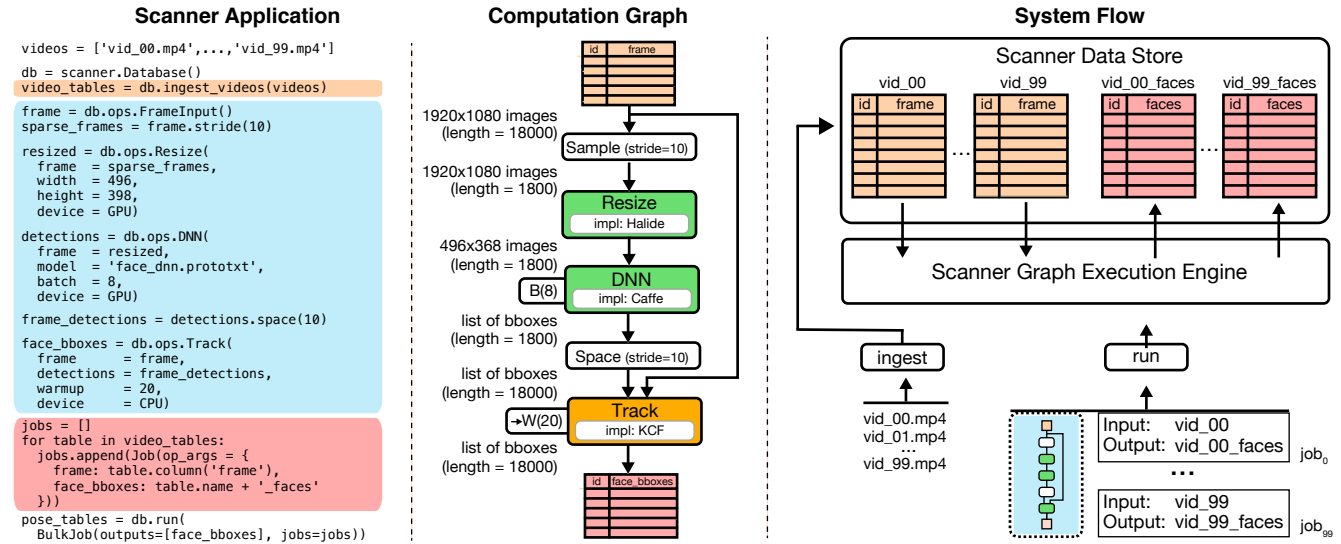 Scanner Application
videos = ['vid_00.mp4',...,'vid_99.mp4']
db = scanner.Database()
video_tables = db.ingest_videos(videos)
frame = db.ops.FrameInput()
sparse_frames = frame.stride(10)
resized = db.ops.Resize(
frame = sparse_frames,
width = 496,
height = 398,
device = GPU)
detections = db.ops.DNN(
frame = resized,
model = 'face_dnn.prototxt',
batch = 8,
device = GPU)
frame_detections = detections.space(10)
face_bboxes = db.ops.Track(
frame = frame,
detections = frame_detections,
warmup = 20,
device = CPU)
jobs = []
for table in video_tables:
jobs.append(Job(op_args = {
frame: table.column('frame'),
face_bboxes: table.name + '_faces'
}))
pose_tables = db.run(
BulkJob(outputs=[face_bboxes], jobs=jobs))
Computation Graph
id frame
1920x1080 images
(length = 18000)
Sample (stride=10)
1920x1080 images
(length = 1800)
Resize
impl: Halide
496x368 images
(length = 1800)
DNN
B(8)
impl: Caffe
list of bboxes
(length = 1800)
Space (stride=10)
list of bboxes
(length = 18000)
Track
→W(20)
impl: KCF
list of bboxes
(length = 18000)
id face_bboxes
System Flow
Scanner Data Store
vid_00 vid_99 vid_00_faces vid_99_faces
id frame id frame id faces id faces
... ...
Scanner Graph Execution Engine
ingest
run
vid_00.mp4
vid_01.mp4
...
vid_99.mp4
Input: vid_00
Output: vid_00_faces
job0
...
Input: vid_99
Output: vid_99_faces
job99